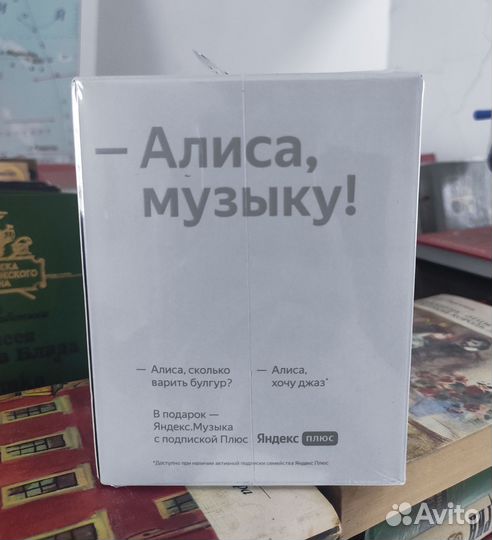 — Алиса,
музыку!
— Алиса, сколько
варить булгур?
— Алиса,
хочу джаз*
В подарок —
Яндекс.Музыка
с подпиской Плюс
Яндекс плюс
*Доступно при наличии активной подписки семейства Яндекс Плюс
Avito